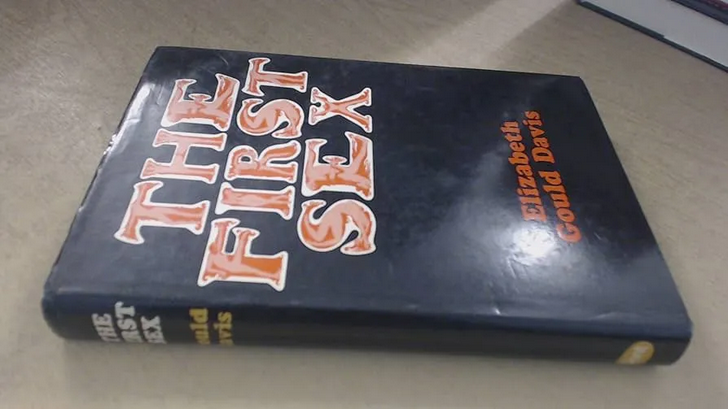 THE
FIRST
SEX
Elizabeth
Gould Davis
THE
FIRST
SEX
Gould
Davis